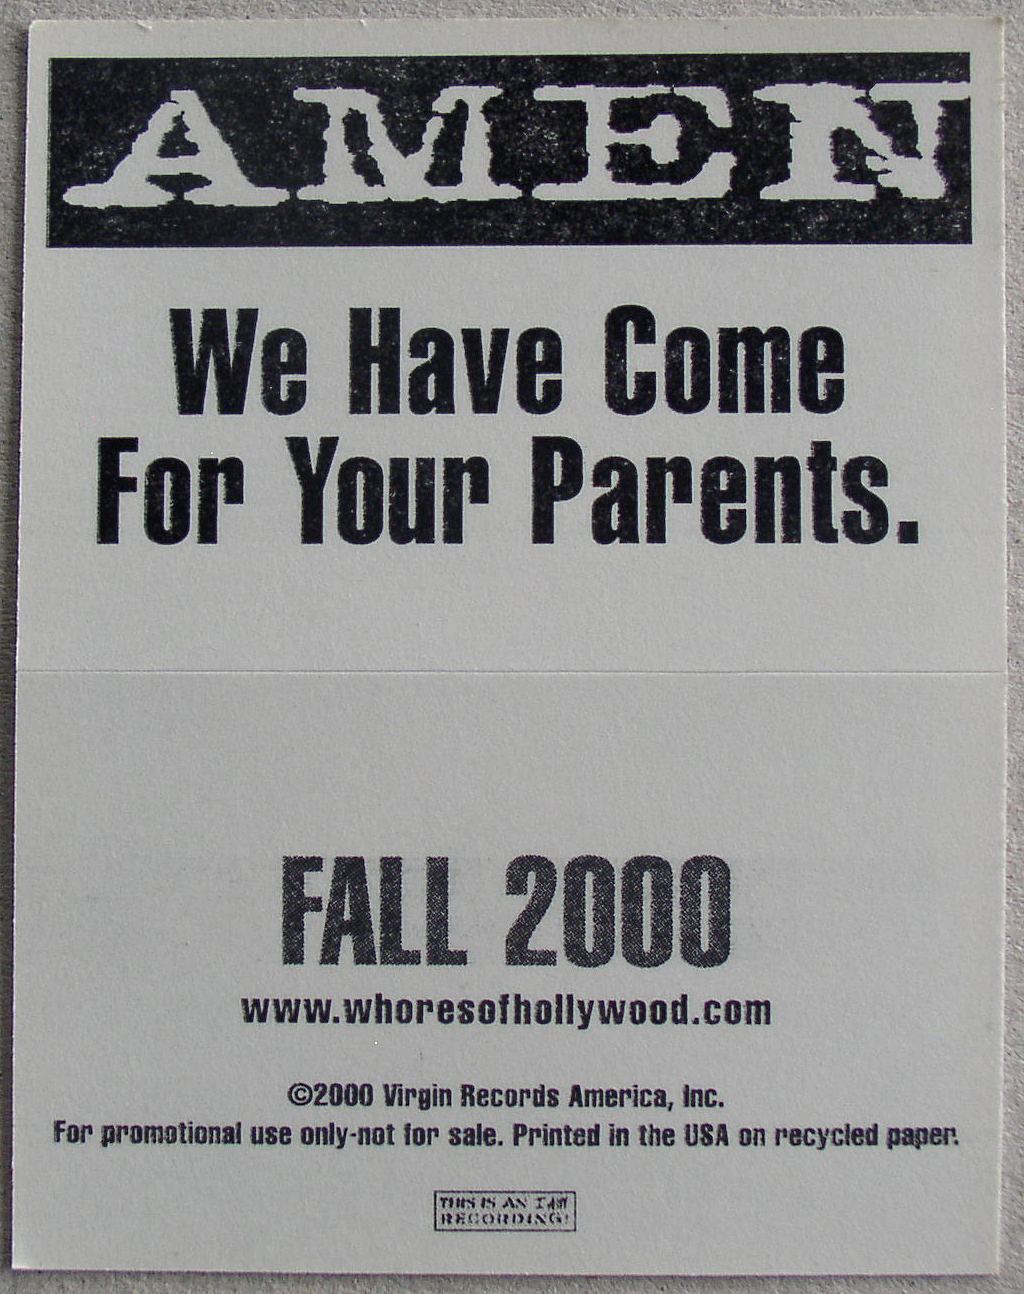 AMEN
We Have Come
For Your Parents.
FALL 2000
www.whoresofhollywood.com
©2000 Virgin Records America, Inc.
For promotional use only-not for sale. Printed in the USA on recycled paper.
THIS IS AN I AM
RECORDING!